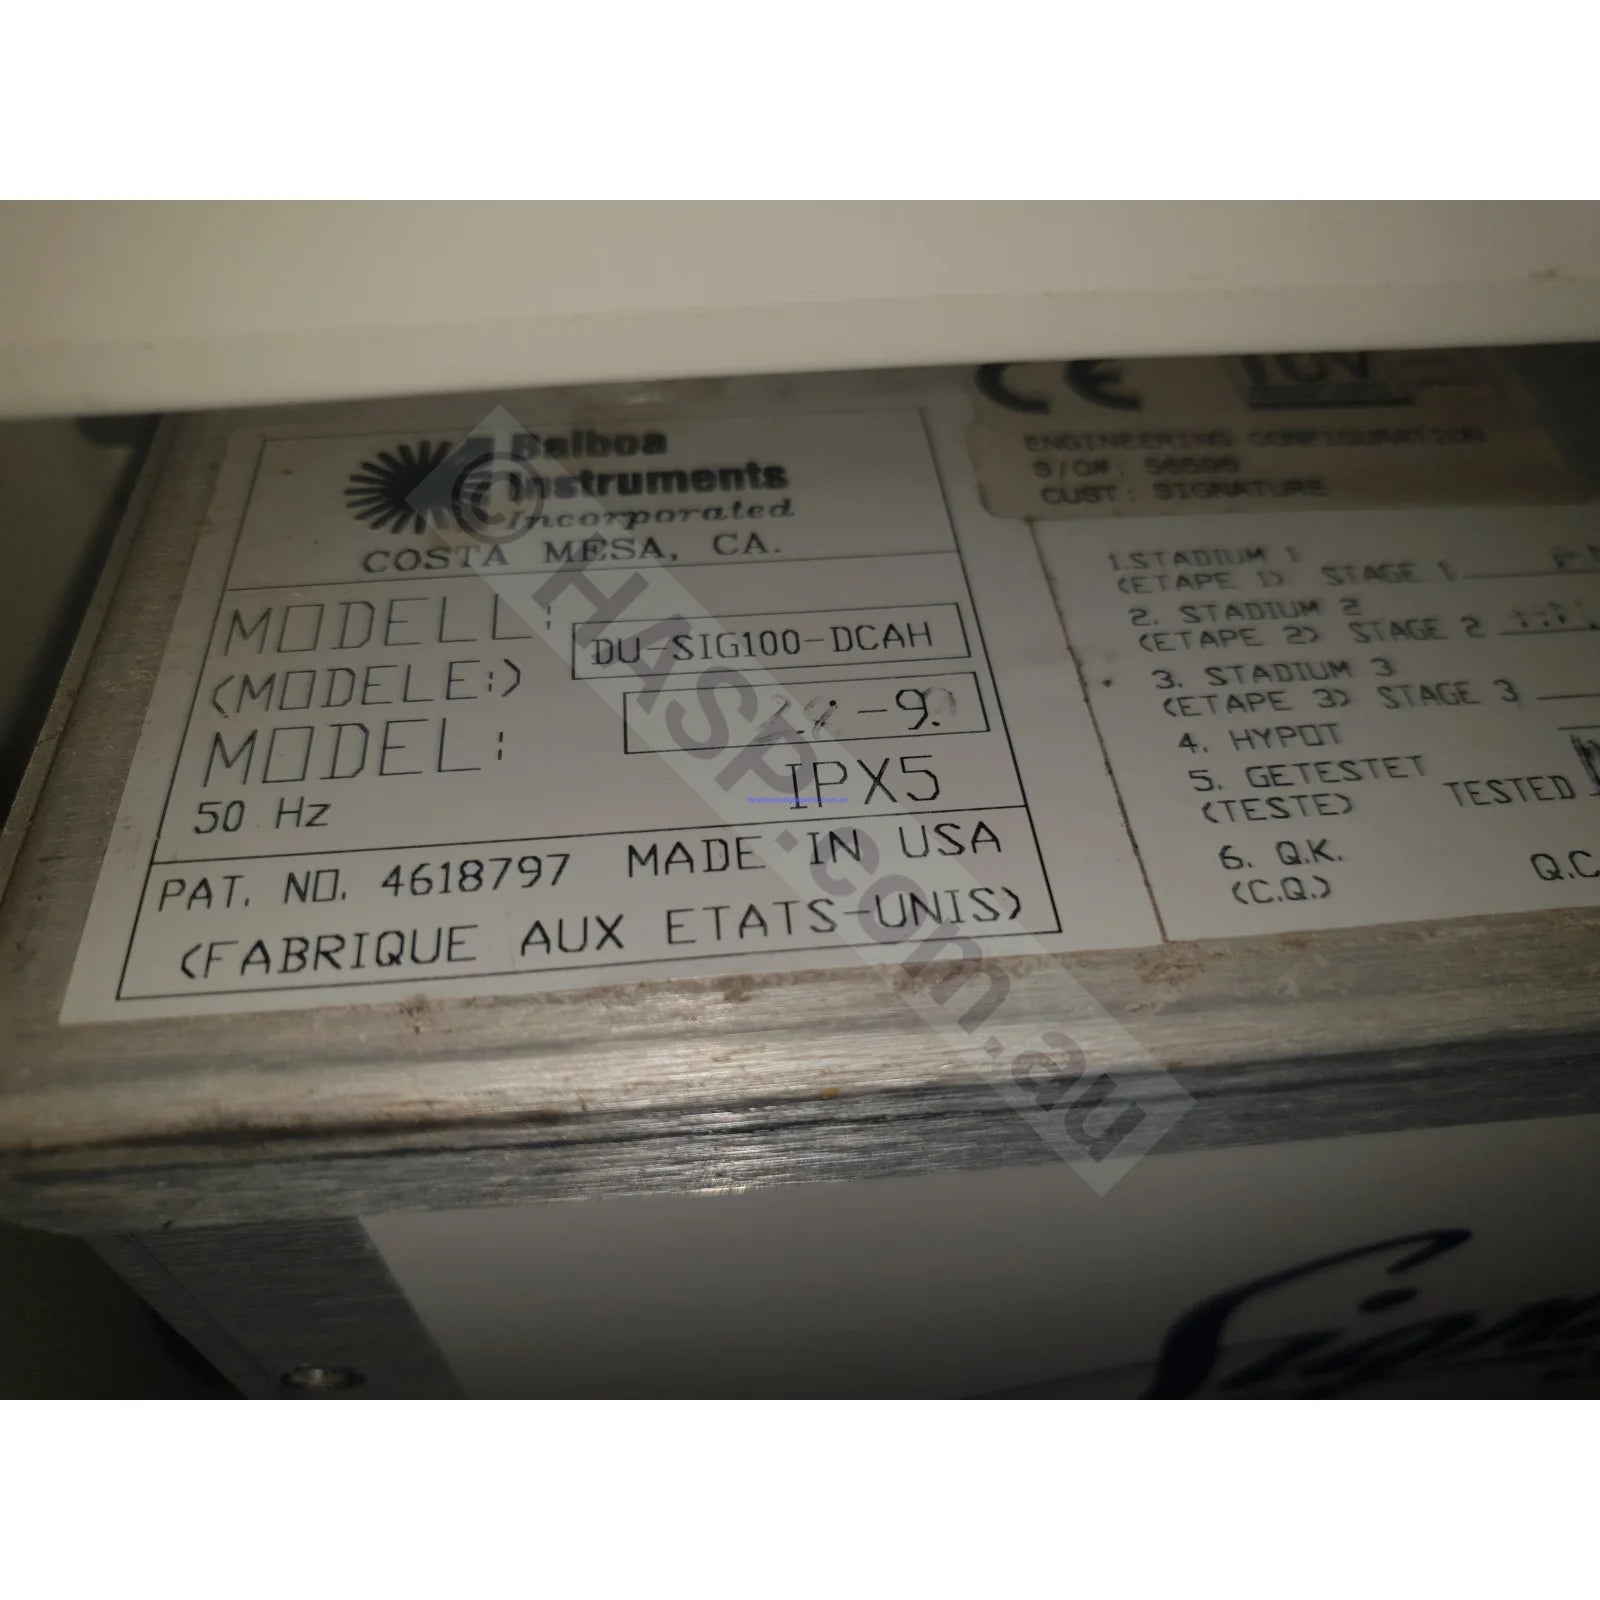 Balboa
Instruments
Incorporated
COSTA MESA, CA.
MODELL:
(MODELE:)
MODEL:
DU-SIG100-DCAH
-9
50 Hz
IPX5
PAT. NO. 4618797 MADE IN USA
(FABRIQUE AUX ETATS-UNIS)
CE
TUV
ENGINEERING CONFIGURATION
S/O#:
CUST: SIGNATURE
1.STADIUM 1
(ETAPE 1) STAGE 1
2. STADIUM 2
(ETAPE 2) STAGE 2
3. STADIUM 3
(ETAPE 3) STAGE 3
4. HYPOT
5. GETESTET
(TESTE) TESTED
6. Q.K.
(C.Q.) Q.C
© HASP.com.au